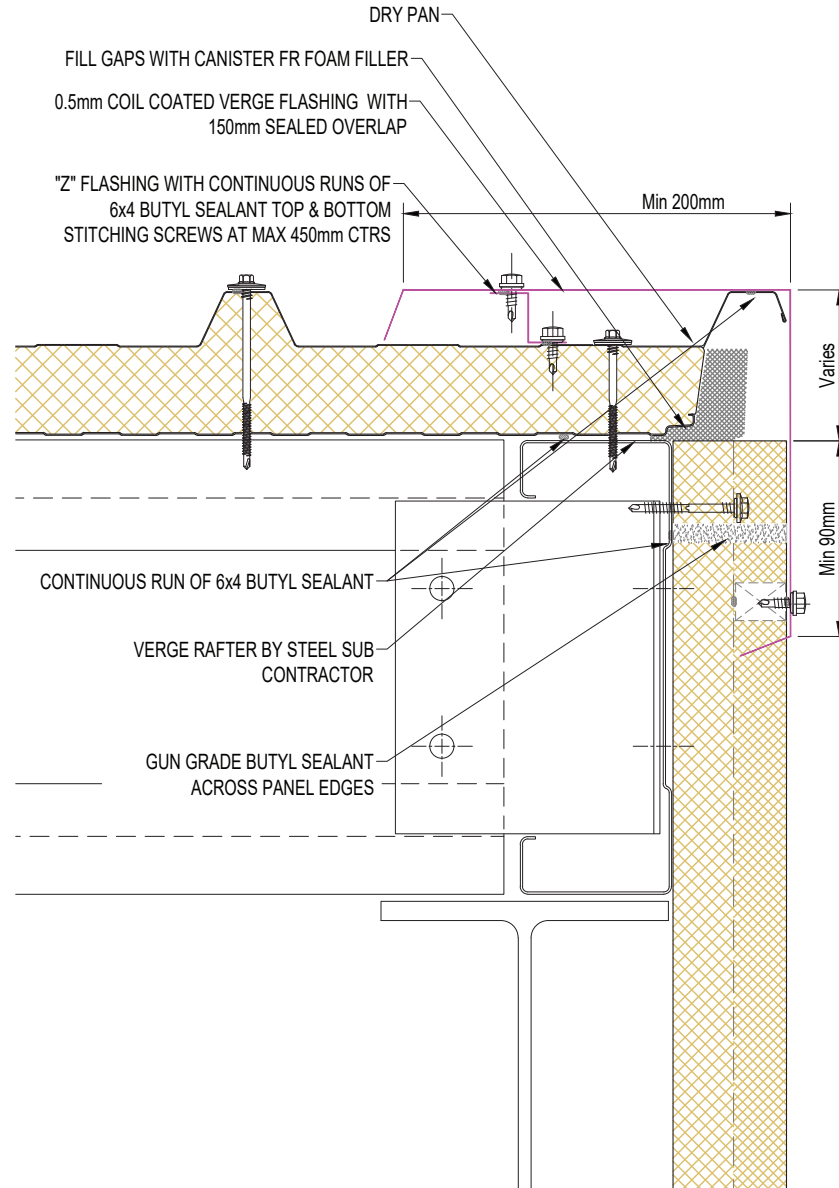 DRY PAN
FILL GAPS WITH CANISTER FR FOAM FILLER
0.5mm COIL COATED VERGE FLASHING WITH
150mm SEALED OVERLAP
"Z" FLASHING WITH CONTINUOUS RUNS OF
6x4 BUTYL SEALANT TOP & BOTTOM
STITCHING SCREWS AT MAX 450mm CTRS
Min 200mm
Varies
Min 90mm
CONTINUOUS RUN OF 6x4 BUTYL SEALANT
VERGE RAFTER BY STEEL SUB
CONTRACTOR
GUN GRADE BUTYL SEALANT
ACROSS PANEL EDGES